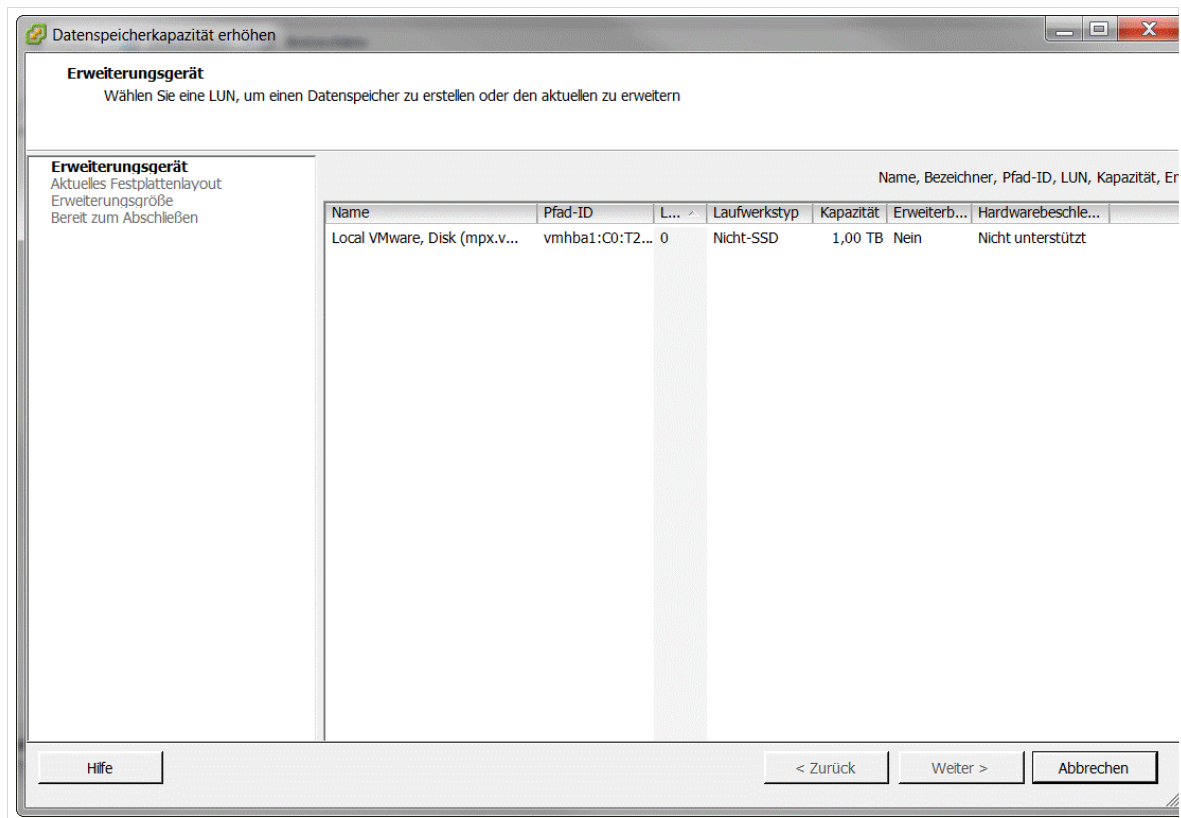 Datenspeicherkapazität erhöhen
Erweiterungsgerät
Wählen Sie eine LUN, um einen Datenspeicher zu erstellen oder den aktuellen zu erweitern
Erweiterungsgerät
Aktuelles Festplattenlayout
Erweiterungsgröße
Bereit zum Abschließen
Name, Bezeichner, Pfad-ID, LUN, Kapazität, Er
Name Pfad-ID L... Laufwerkstyp Kapazität Erweiterb... Hardwarebeschle...
Local VMware, Disk (mpx.v... vmhba1:C0:T2... 0 Nicht-SSD 1,00 TB Nein Nicht unterstützt
Hilfe < Zurück Weiter > Abbrechen